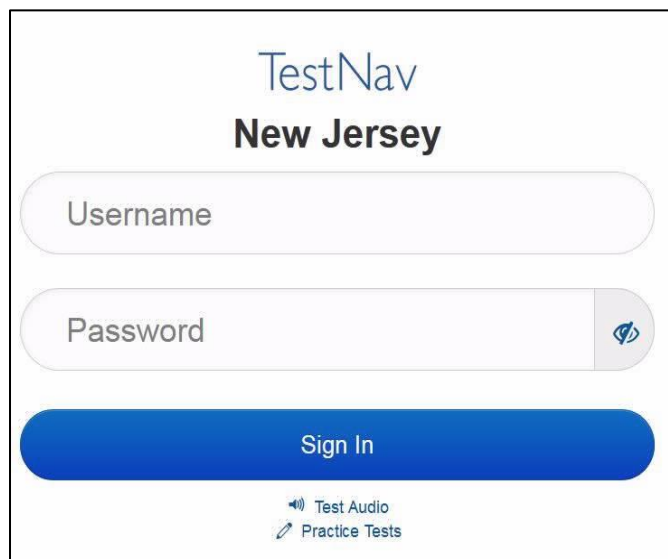 TestNav
New Jersey
Username
Password
Sign In
Test Audio
Practice Tests